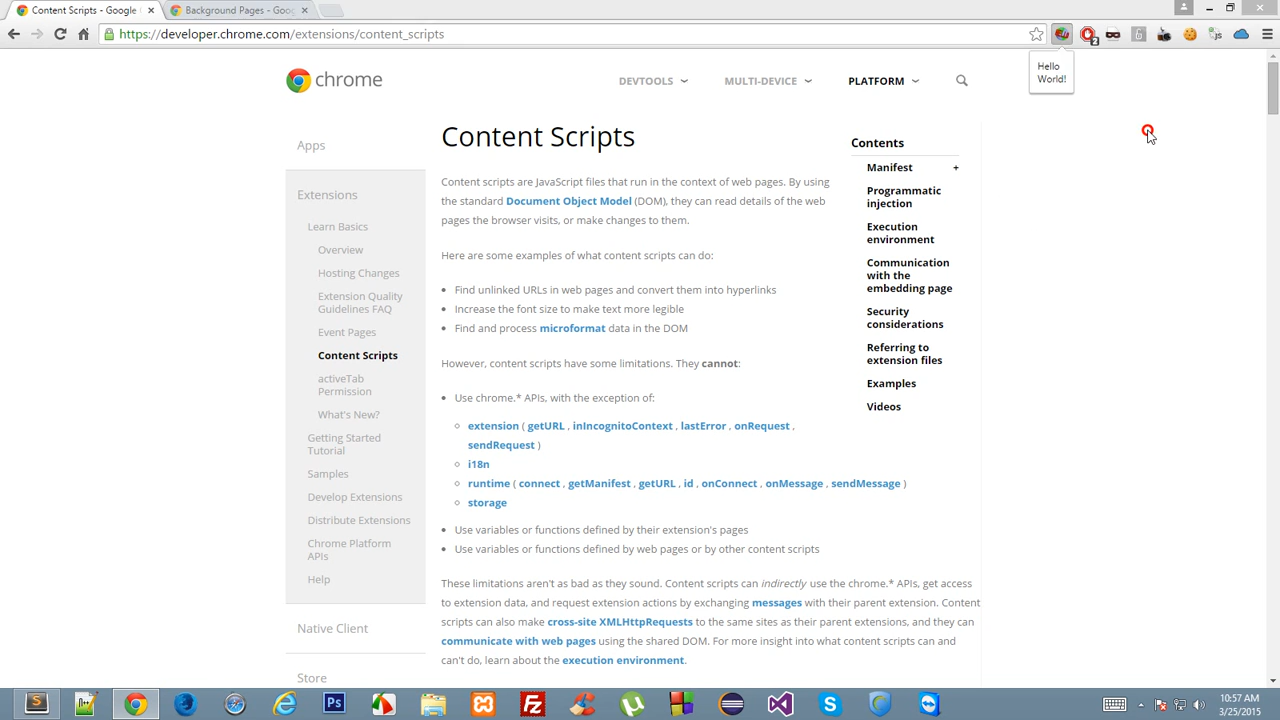 Content Scripts - Google
Background Pages - Goog
https://developer.chrome.com/extensions/content_scripts
2
Hello
World!
chrome
DEVTOOLS
MULTI-DEVICE
PLATFORM
Apps
Extensions
Learn Basics
Overview
Hosting Changes
Extension Quality
Guidelines FAQ
Event Pages
Content Scripts
activeTab
Permission
What's New?
Getting Started
Tutorial
Samples
Develop Extensions
Distribute Extensions
Chrome Platform
APIs
Help
Native Client
Store
Content Scripts
Content scripts are JavaScript files that run in the context of web pages. By using
the standard Document Object Model (DOM), they can read details of the web
pages the browser visits, or make changes to them.
Here are some examples of what content scripts can do:
• Find unlinked URLs in web pages and convert them into hyperlinks
• Increase the font size to make text more legible
• Find and process microformat data in the DOM
However, content scripts have some limitations. They cannot:
• Use chrome.* APIs, with the exception of:
extension ( getURL , inIncognitoContext , lastError , onRequest ,
sendRequest )
i18n
runtime ( connect , getManifest , getURL , id , onConnect , onMessage , sendMessage )
storage
• Use variables or functions defined by their extension's pages
• Use variables or functions defined by web pages or by other content scripts
These limitations aren't as bad as they sound. Content scripts can indirectly use the chrome.* APIs, get access
to extension data, and request extension actions by exchanging messages with their parent extension. Content
scripts can also make cross-site XMLHttpRequests to the same sites as their parent extensions, and they can
communicate with web pages using the shared DOM. For more insight into what content scripts can and
can't do, learn about the execution environment.
Contents
Manifest +
Programmatic
injection
Execution
environment
Communication
with the
embedding page
Security
considerations
Referring to
extension files
Examples
Videos
Ps
FZ
10:57 AM
3/25/2015